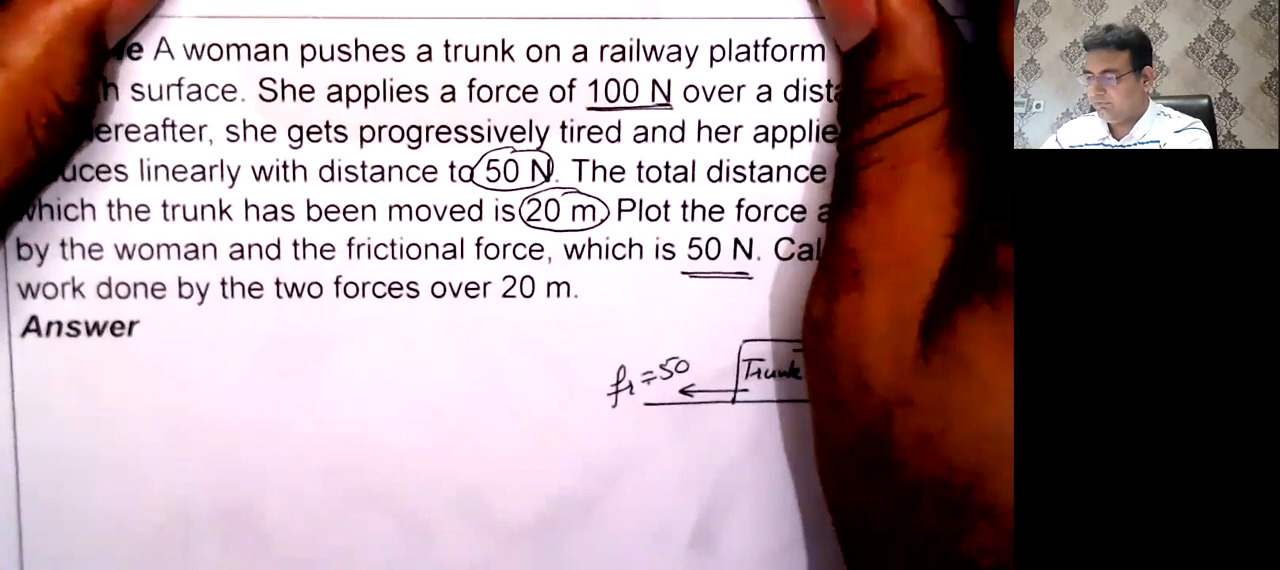 e A woman pushes a trunk on a railway platform
h surface. She applies a force of 100 N over a dista
ereafter, she gets progressively tired and her applie
uces linearly with distance to 50 N. The total distance
which the trunk has been moved is 20 m. Plot the force a
by the woman and the frictional force, which is 50 N. Cal
work done by the two forces over 20 m.
Answer
fr=50
Trunk